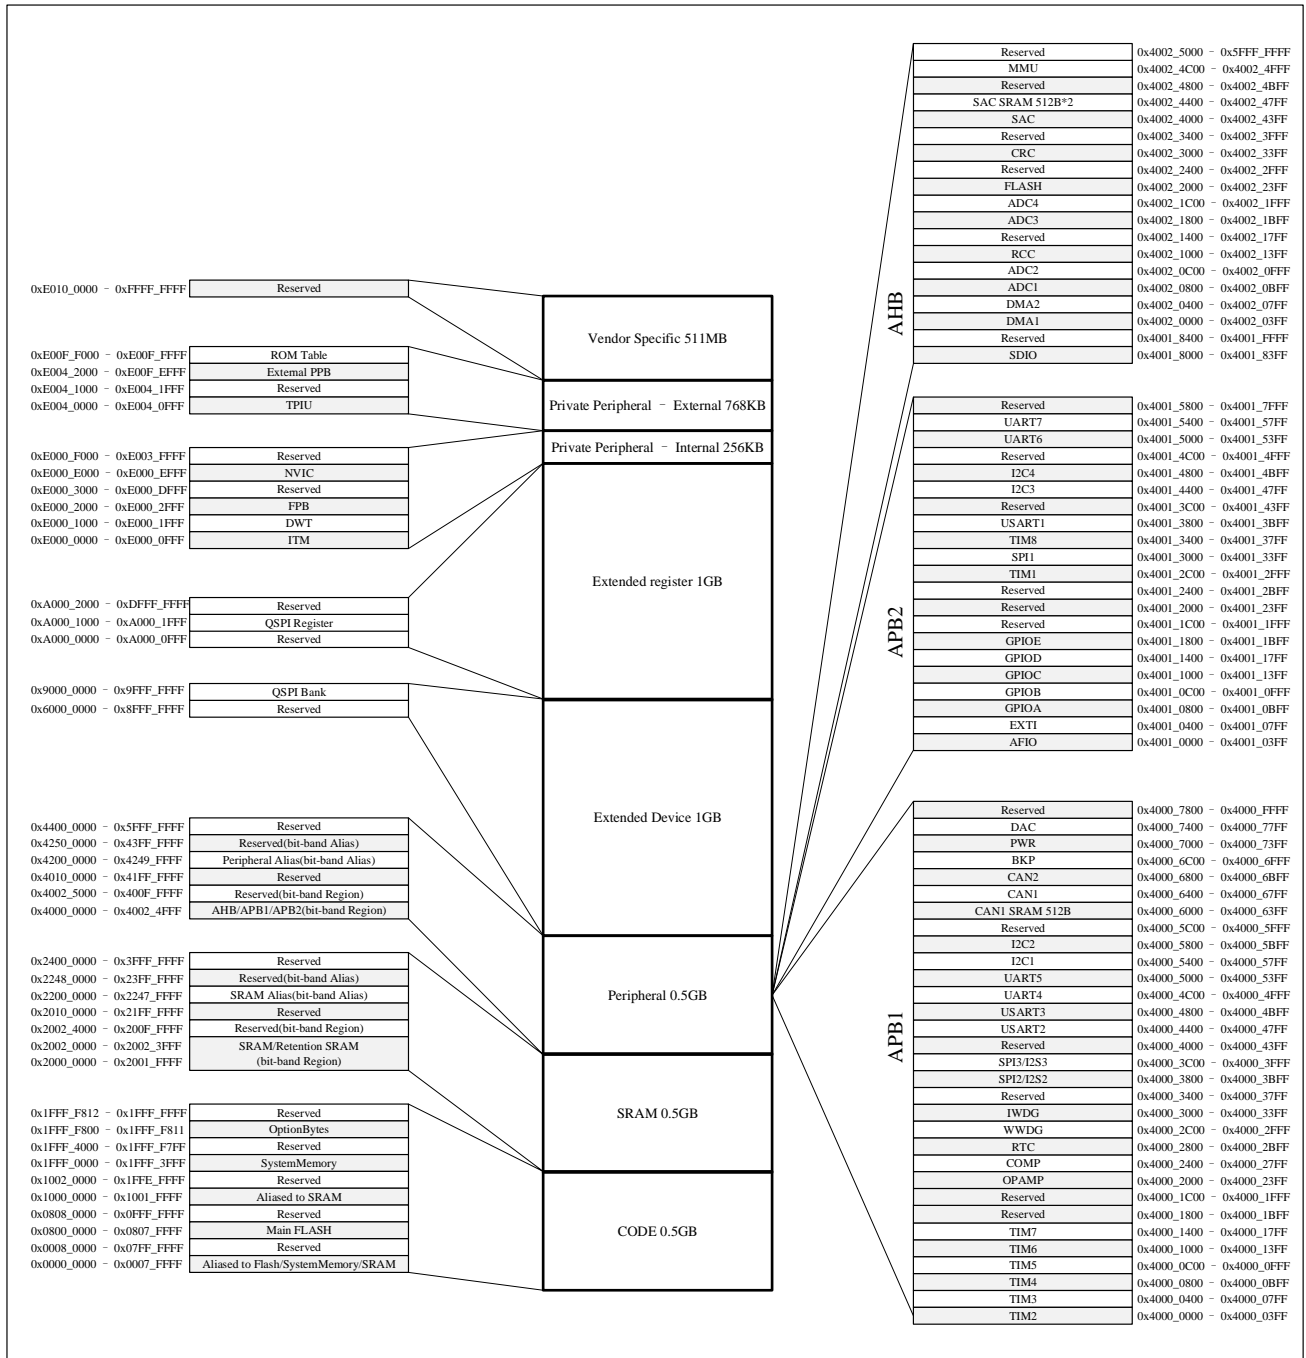 0xE010_0000 - 0xFFFF_FFFF Reserved
0xE00F_F000 - 0xE00F_FFFF ROM Table
0xE004_2000 - 0xE00F_EFFF External PPB
0xE004_1000 - 0xE004_1FFF Reserved
0xE004_0000 - 0xE004_0FFF TPIU
0xE000_F000 - 0xE003_FFFF Reserved
0xE000_E000 - 0xE000_EFFF NVIC
0xE000_3000 - 0xE000_DFFF Reserved
0xE000_2000 - 0xE000_2FFF FPB
0xE000_1000 - 0xE000_1FFF DWT
0xE000_0000 - 0xE000_0FFF ITM
0xA000_2000 - 0xDFFF_FFFF Reserved
0xA000_1000 - 0xA000_1FFF QSPI Register
0xA000_0000 - 0xA000_0FFF Reserved
0x9000_0000 - 0x9FFF_FFFF QSPI Bank
0x6000_0000 - 0x8FFF_FFFF Reserved
0x4400_0000 - 0x5FFF_FFFF Reserved
0x4250_0000 - 0x43FF_FFFF Reserved(bit-band Alias)
0x4200_0000 - 0x4249_FFFF Peripheral Alias(bit-band Alias)
0x4010_0000 - 0x41FF_FFFF Reserved
0x4002_5000 - 0x400F_FFFF Reserved(bit-band Region)
0x4000_0000 - 0x4002_4FFF AHB/APB1/APB2(bit-band Region)
0x2400_0000 - 0x3FFF_FFFF Reserved
0x2248_0000 - 0x23FF_FFFF Reserved(bit-band Alias)
0x2200_0000 - 0x2247_FFFF SRAM Alias(bit-band Alias)
0x2010_0000 - 0x21FF_FFFF Reserved
0x2002_4000 - 0x200F_FFFF Reserved(bit-band Region)
0x2002_0000 - 0x2002_3FFF SRAM/Retention SRAM
0x2000_0000 - 0x2001_FFFF (bit-band Region)
0x1FFF_F812 - 0x1FFF_FFFF Reserved
0x1FFF_F800 - 0x1FFF_F811 OptionBytes
0x1FFF_4000 - 0x1FFF_F7FF Reserved
0x1FFF_0000 - 0x1FFF_3FFF SystemMemory
0x1002_0000 - 0x1FFE_FFFF Reserved
0x1000_0000 - 0x1001_FFFF Aliased to SRAM
0x0808_0000 - 0x0FFF_FFFF Reserved
0x0800_0000 - 0x0807_FFFF Main FLASH
0x0008_0000 - 0x07FF_FFFF Reserved
0x0000_0000 - 0x0007_FFFF Aliased to Flash/SystemMemory/SRAM
Vendor Specific 511MB
Private Peripheral - External 768KB
Private Peripheral - Internal 256KB
Extended register 1GB
Extended Device 1GB
Peripheral 0.5GB
SRAM 0.5GB
CODE 0.5GB
AHB
Reserved 0x4002_5000 - 0x5FFF_FFFF
MMU 0x4002_4C00 - 0x4002_4FFF
Reserved 0x4002_4800 - 0x4002_4BFF
SAC SRAM 512B*2 0x4002_4400 - 0x4002_47FF
SAC 0x4002_4000 - 0x4002_43FF
Reserved 0x4002_3400 - 0x4002_3FFF
CRC 0x4002_3000 - 0x4002_33FF
Reserved 0x4002_2400 - 0x4002_2FFF
FLASH 0x4002_2000 - 0x4002_23FF
ADC4 0x4002_1C00 - 0x4002_1FFF
ADC3 0x4002_1800 - 0x4002_1BFF
Reserved 0x4002_1400 - 0x4002_17FF
RCC 0x4002_1000 - 0x4002_13FF
ADC2 0x4002_0C00 - 0x4002_0FFF
ADC1 0x4002_0800 - 0x4002_0BFF
DMA2 0x4002_0400 - 0x4002_07FF
DMA1 0x4002_0000 - 0x4002_03FF
Reserved 0x4001_8400 - 0x4001_FFFF
SDIO 0x4001_8000 - 0x4001_83FF
APB2
Reserved 0x4001_5800 - 0x4001_7FFF
UART7 0x4001_5400 - 0x4001_57FF
UART6 0x4001_5000 - 0x4001_53FF
Reserved 0x4001_4C00 - 0x4001_4FFF
I2C4 0x4001_4800 - 0x4001_4BFF
I2C3 0x4001_4400 - 0x4001_47FF
Reserved 0x4001_3C00 - 0x4001_43FF
USART1 0x4001_3800 - 0x4001_3BFF
TIM8 0x4001_3400 - 0x4001_37FF
SPI1 0x4001_3000 - 0x4001_33FF
TIM1 0x4001_2C00 - 0x4001_2FFF
Reserved 0x4001_2400 - 0x4001_2BFF
Reserved 0x4001_2000 - 0x4001_23FF
Reserved 0x4001_1C00 - 0x4001_1FFF
GPIOE 0x4001_1800 - 0x4001_1BFF
GPIOD 0x4001_1400 - 0x4001_17FF
GPIOC 0x4001_1000 - 0x4001_13FF
GPIOB 0x4001_0C00 - 0x4001_0FFF
GPIOA 0x4001_0800 - 0x4001_0BFF
EXTI 0x4001_0400 - 0x4001_07FF
AFIO 0x4001_0000 - 0x4001_03FF
APB1
Reserved 0x4000_7800 - 0x4000_FFFF
DAC 0x4000_7400 - 0x4000_77FF
PWR 0x4000_7000 - 0x4000_73FF
BKP 0x4000_6C00 - 0x4000_6FFF
CAN2 0x4000_6800 - 0x4000_6BFF
CAN1 0x4000_6400 - 0x4000_67FF
CAN1 SRAM 512B 0x4000_6000 - 0x4000_63FF
Reserved 0x4000_5C00 - 0x4000_5FFF
I2C2 0x4000_5800 - 0x4000_5BFF
I2C1 0x4000_5400 - 0x4000_57FF
UART5 0x4000_5000 - 0x4000_53FF
UART4 0x4000_4C00 - 0x4000_4FFF
USART3 0x4000_4800 - 0x4000_4BFF
USART2 0x4000_4400 - 0x4000_47FF
Reserved 0x4000_4000 - 0x4000_43FF
SPI3/I2S3 0x4000_3C00 - 0x4000_3FFF
SPI2/I2S2 0x4000_3800 - 0x4000_3BFF
Reserved 0x4000_3400 - 0x4000_37FF
IWDG 0x4000_3000 - 0x4000_33FF
WWDG 0x4000_2C00 - 0x4000_2FFF
RTC 0x4000_2800 - 0x4000_2BFF
COMP 0x4000_2400 - 0x4000_27FF
OPAMP 0x4000_2000 - 0x4000_23FF
Reserved 0x4000_1C00 - 0x4000_1FFF
Reserved 0x4000_1800 - 0x4000_1BFF
TIM7 0x4000_1400 - 0x4000_17FF
TIM6 0x4000_1000 - 0x4000_13FF
TIM5 0x4000_0C00 - 0x4000_0FFF
TIM4 0x4000_0800 - 0x4000_0BFF
TIM3 0x4000_0400 - 0x4000_07FF
TIM2 0x4000_0000 - 0x4000_03FF